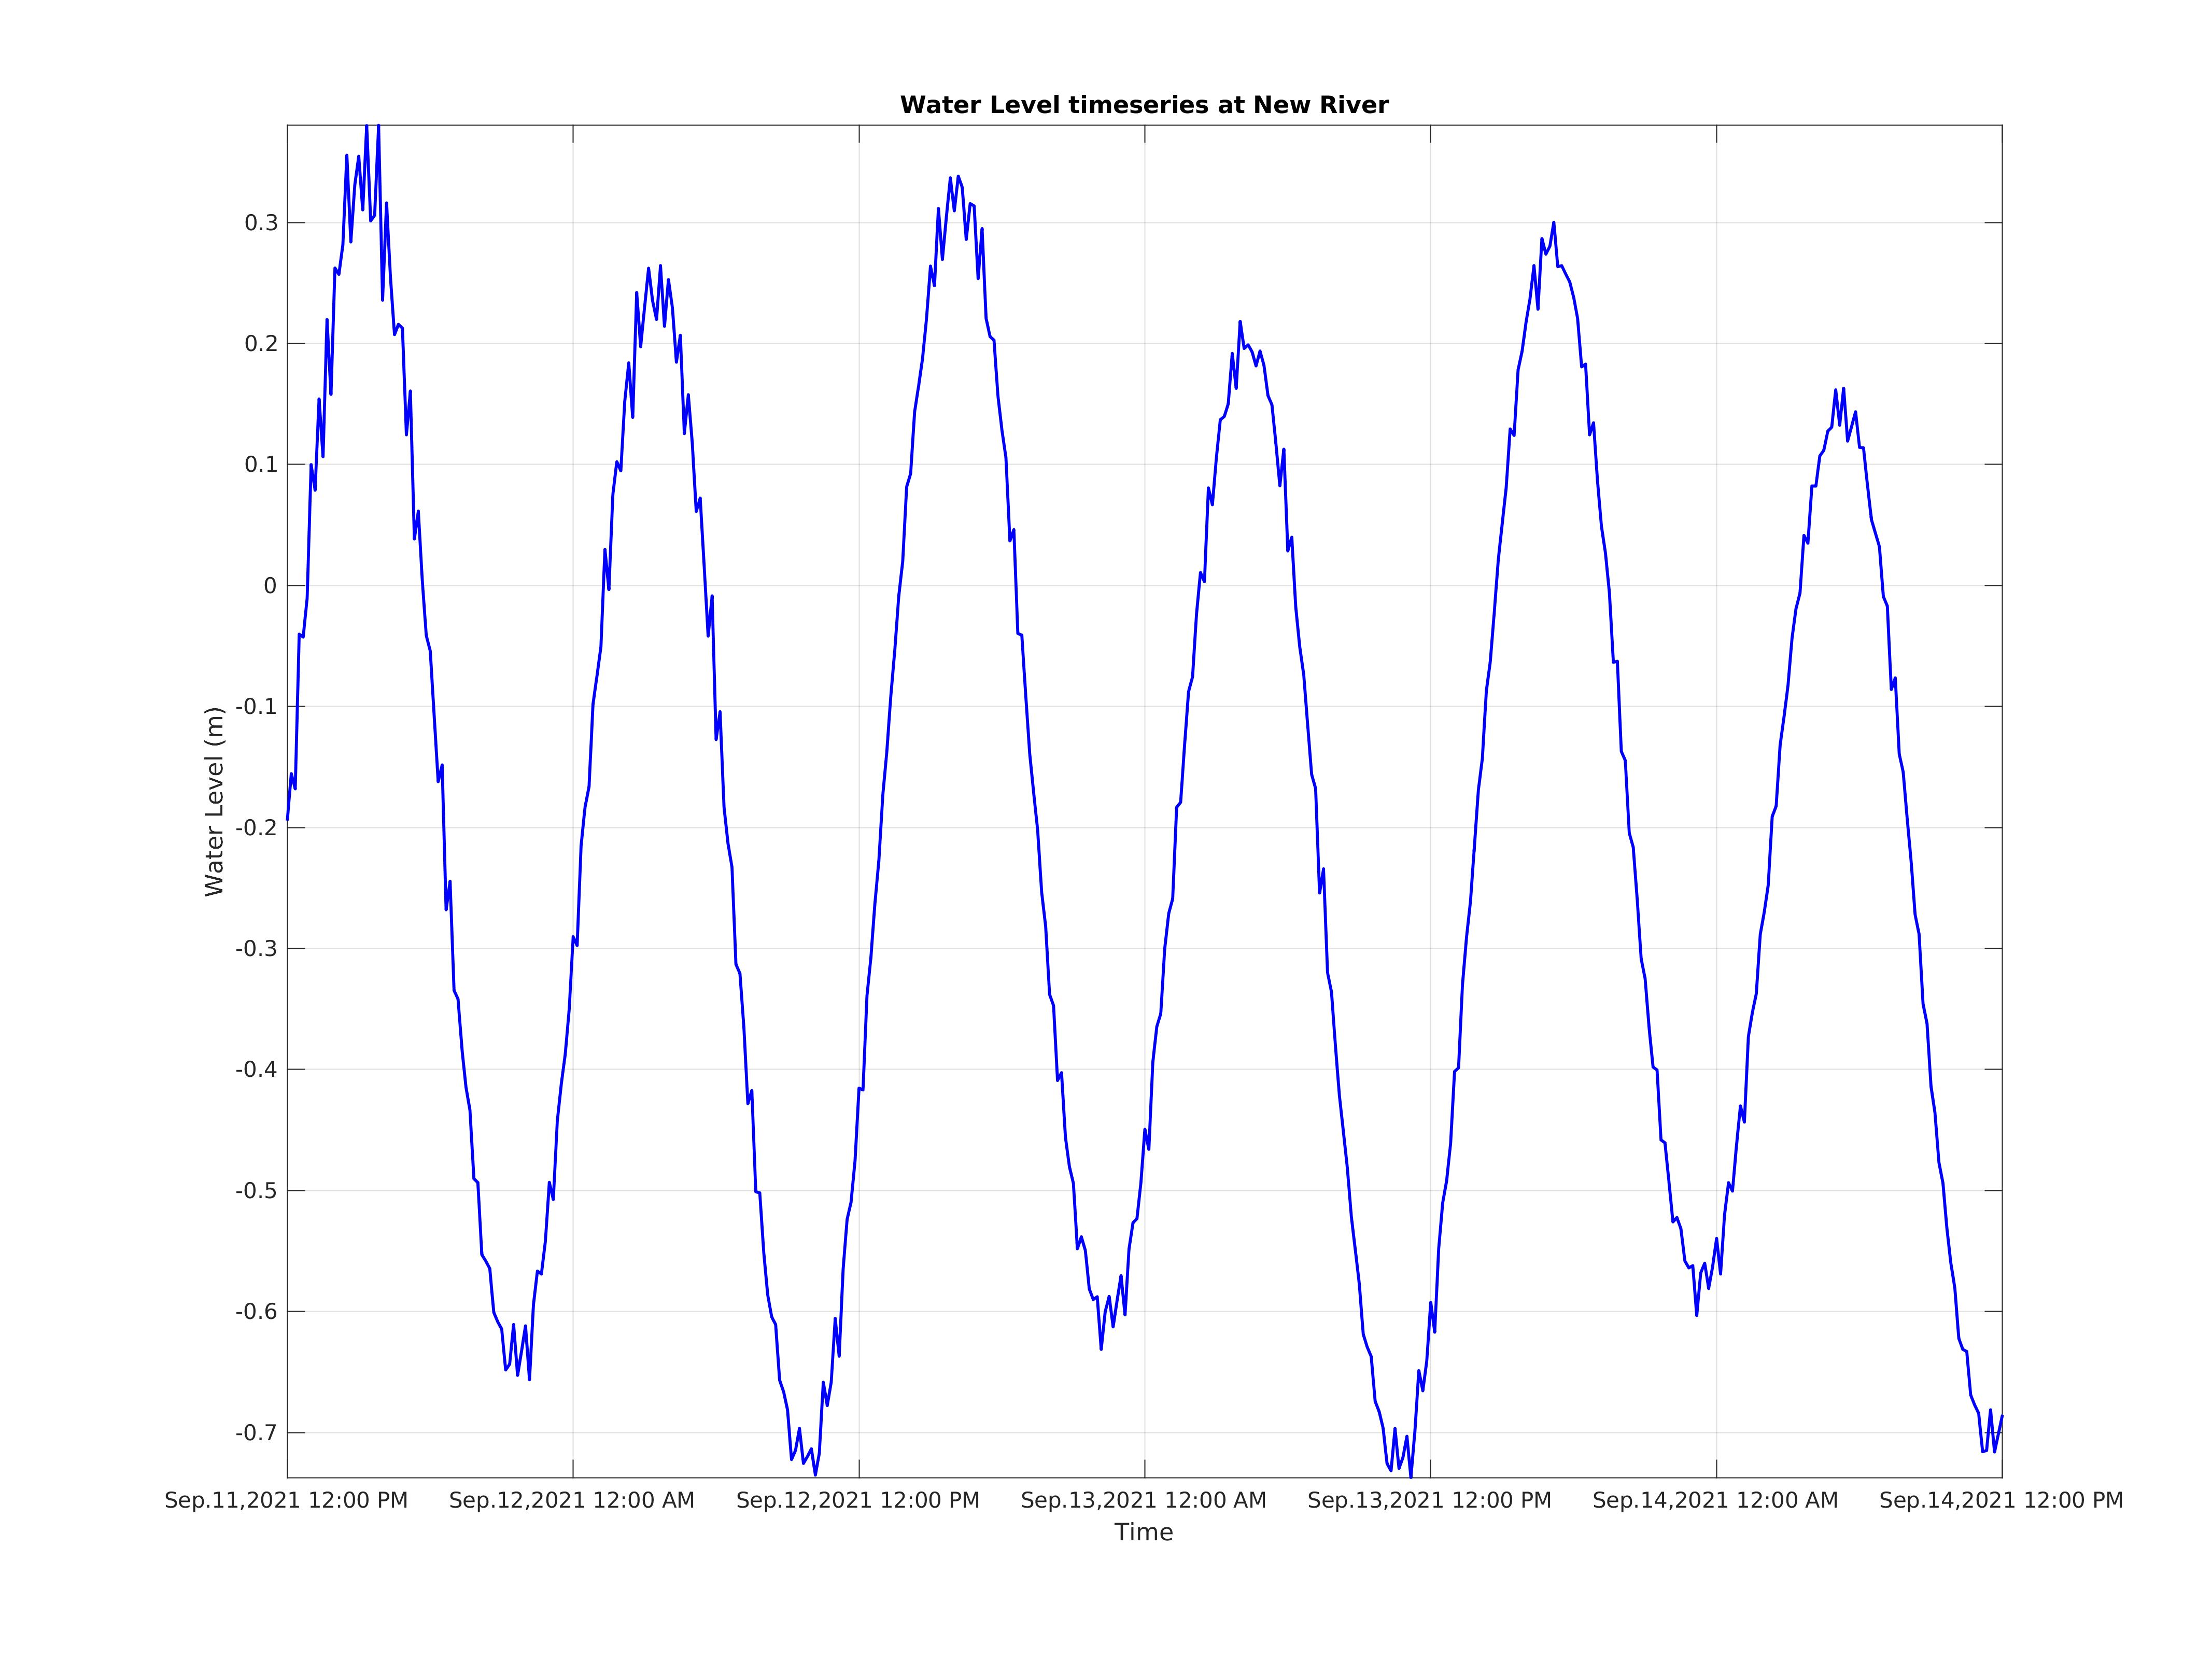 Water Level timeseries at New River
0.3
0.2
0.1
0
-0.1
-0.2
-0.3
-0.4
-0.5
-0.6
-0.7
Water Level (m)
Sep.11,2021 12:00 PM Sep.12,2021 12:00 AM Sep.12,2021 12:00 PM Sep.13,2021 12:00 AM Sep.13,2021 12:00 PM Sep.14,2021 12:00 AM Sep.14,2021 12:00 PM
Time